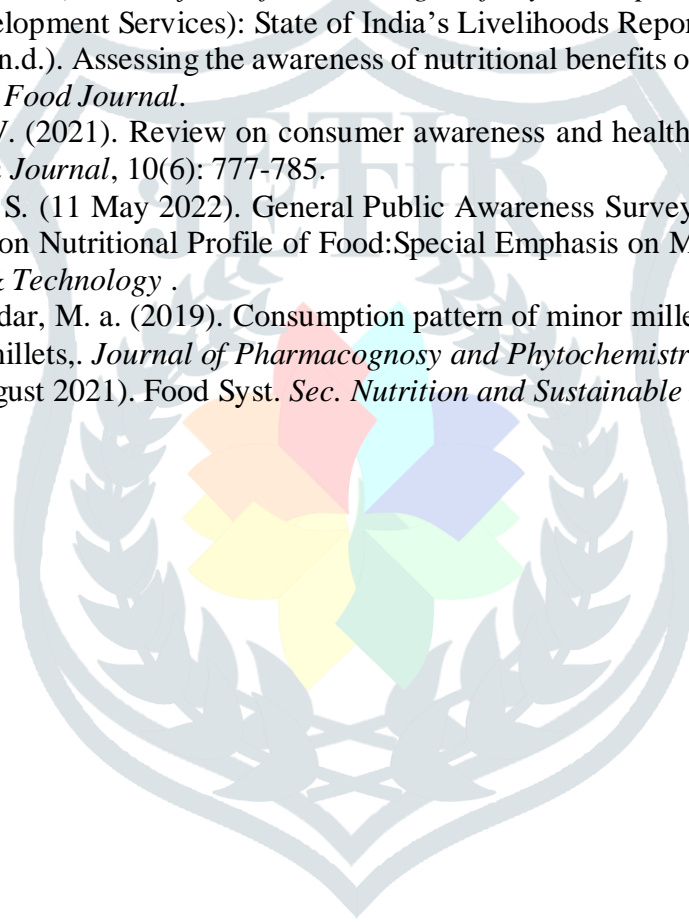 elopment Services): State of India’s Livelihoods Repor
n.d.). Assessing the awareness of nutritional benefits o
Food Journal.
V. (2021). Review on consumer awareness and health
Journal, 10(6): 777-785.
S. (11 May 2022). General Public Awareness Survey
on Nutritional Profile of Food:Special Emphasis on M
& Technology .
dar, M. a. (2019). Consumption pattern of minor mille
nillets,. Journal of Pharmacognosy and Phytochemistr
gust 2021). Food Syst. Sec. Nutrition and Sustainable
JETIR